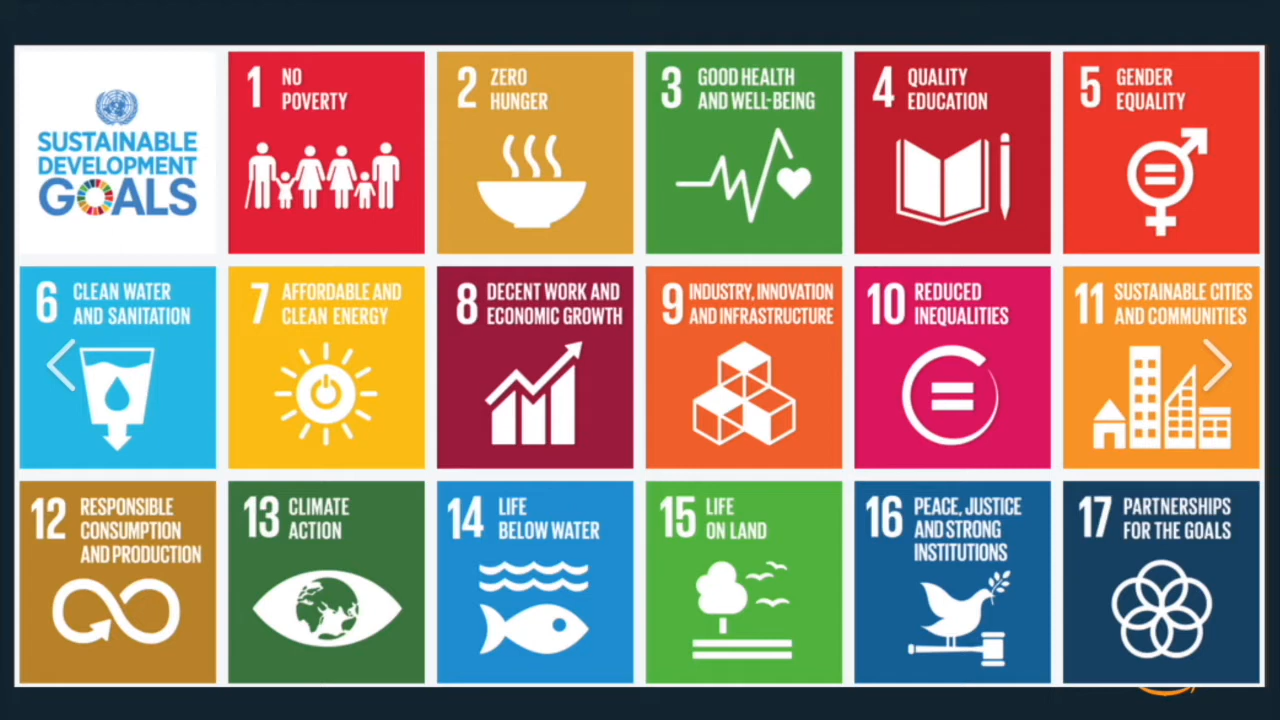 SUSTAINABLE
DEVELOPMENT
GOALS
1 NO
POVERTY
2 ZERO
HUNGER
3 GOOD HEALTH
AND WELL-BEING
4 QUALITY
EDUCATION
5 GENDER
EQUALITY
6 CLEAN WATER
AND SANITATION
7 AFFORDABLE AND
CLEAN ENERGY
8 DECENT WORK AND
ECONOMIC GROWTH
9 INDUSTRY, INNOVATION
AND INFRASTRUCTURE
10 REDUCED
INEQUALITIES
11 SUSTAINABLE CITIES
AND COMMUNITIES
12 RESPONSIBLE
CONSUMPTION
AND PRODUCTION
13 CLIMATE
ACTION
14 LIFE
BELOW WATER
15 LIFE
ON LAND
16 PEACE, JUSTICE
AND STRONG
INSTITUTIONS
17 PARTNERSHIPS
FOR THE GOALS